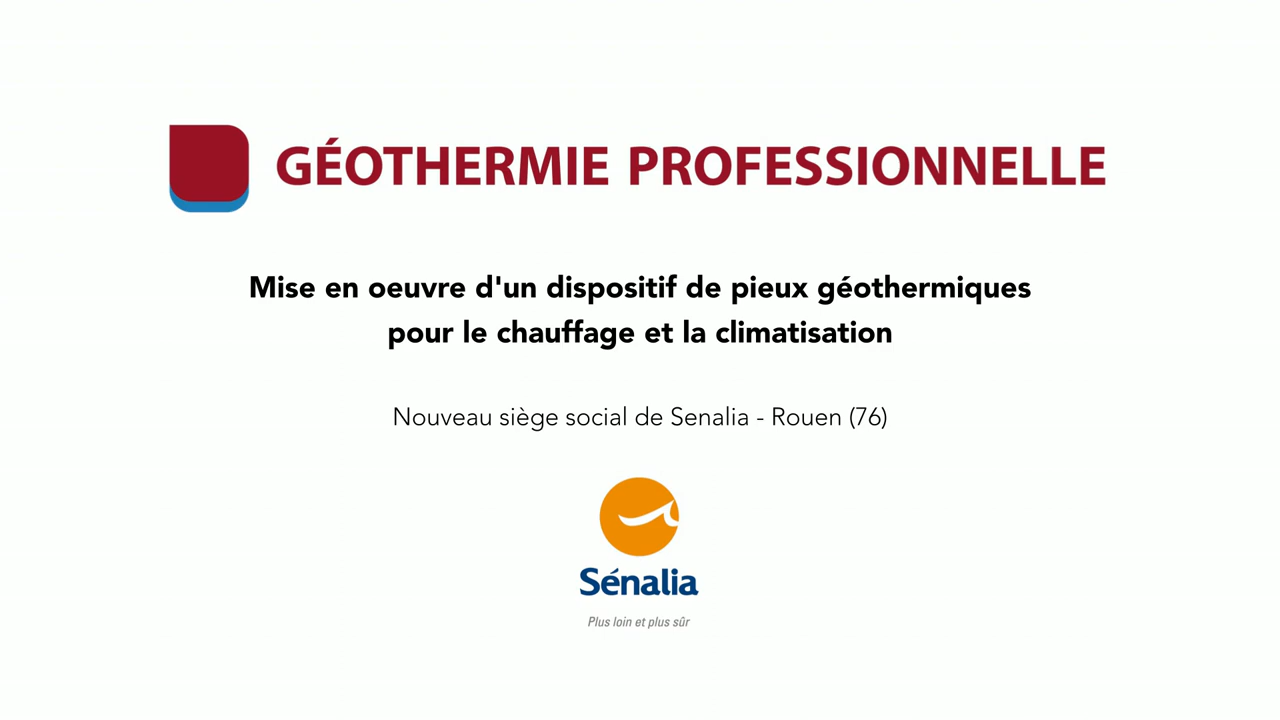 GÉOTHERMIE PROFESSIONNELLE
Mise en oeuvre d'un dispositif de pieux géothermiques
pour le chauffage et la climatisation
Nouveau siège social de Senalia - Rouen (76)
Sénalia
Plus loin et plus sûr